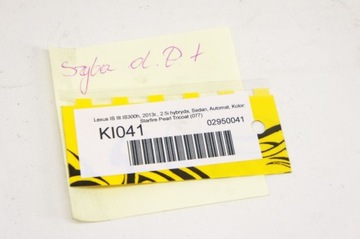 Szyba d. P t
Lexus IS III IS300h, 2013r., 2.5i hybryda, Sedan, Automat, Kolor
Starfire Pearl Tricoat (077)
KI041
02950041